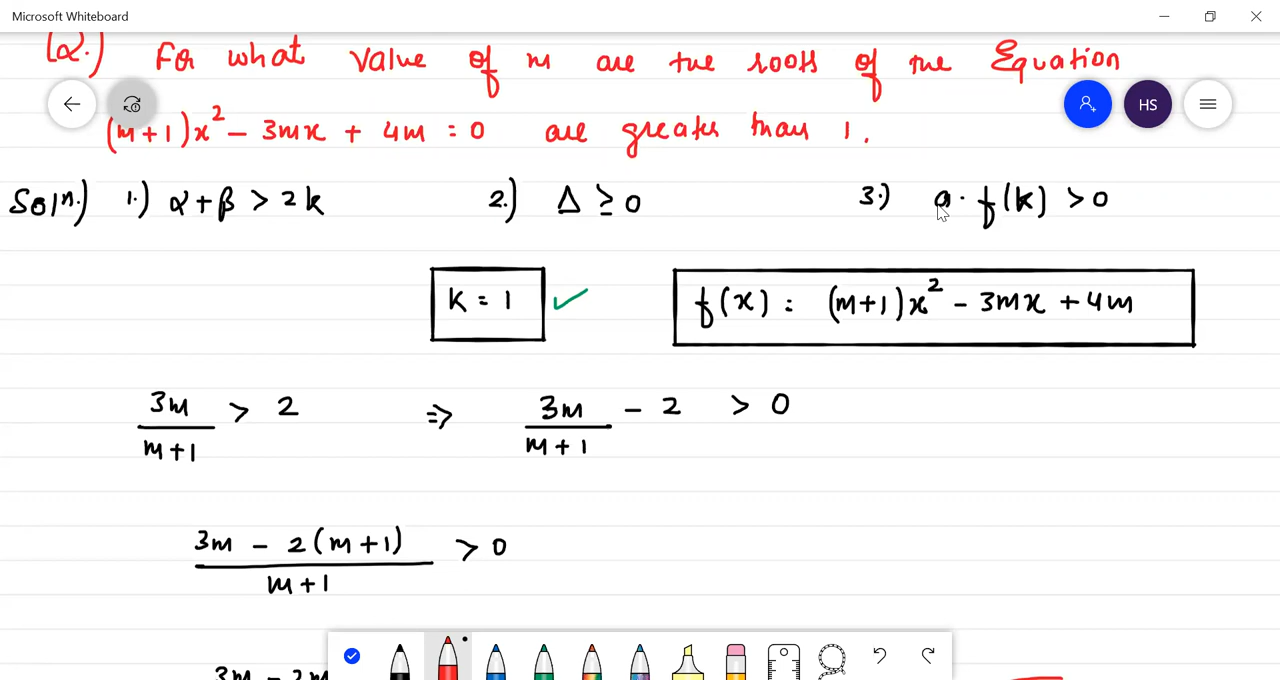 Microsoft Whiteboard
(Q.) For what value of m are the roots of the Equation
(m+1)x² - 3mx + 4m = 0 are greater than 1.
HS
Soln.) 1.) α+β > 2k 2.) Δ ≥ 0 3.) a. f(k) > 0
K = 1 ✓ f(x) = (m+1)x² - 3mx + 4m
3m/(m+1) > 2 ⇒ 3m/(m+1) - 2 > 0
(3m - 2(m+1))/(m+1) > 0
3m - 2m